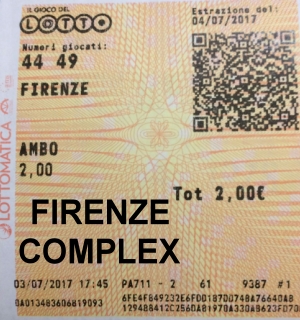 IL GIOCO DEL
LOTTO
Estrazione del:
04/07/2017
Numeri giocati:
44 49
FIRENZE
LOTTOMATICA
AMBO
2,00
Tot 2,00€
FIRENZE
COMPLEX
03/07/2017 17:45 PA711 - 2 61 9387 #1
0A013483606819093